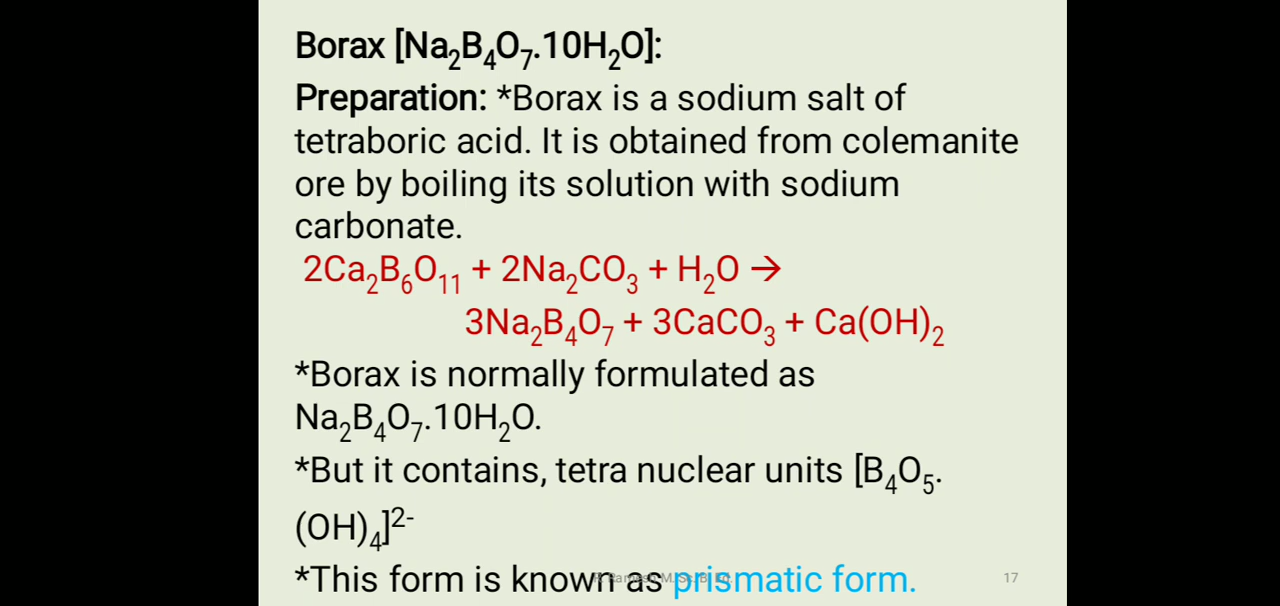 Borax [Na₂B₄O₇.10H₂O]:
Preparation: *Borax is a sodium salt of
tetraboric acid. It is obtained from colemanite
ore by boiling its solution with sodium
carbonate.
2Ca₂B₆O₁₁ + 2Na₂CO₃ + H₂O →
3Na₂B₄O₇ + 3CaCO₃ + Ca(OH)₂
*Borax is normally formulated as
Na₂B₄O₇.10H₂O.
*But it contains, tetra nuclear units [B₄O₅.
(OH)₄]²⁻
*This form is known as prismatic form.
17